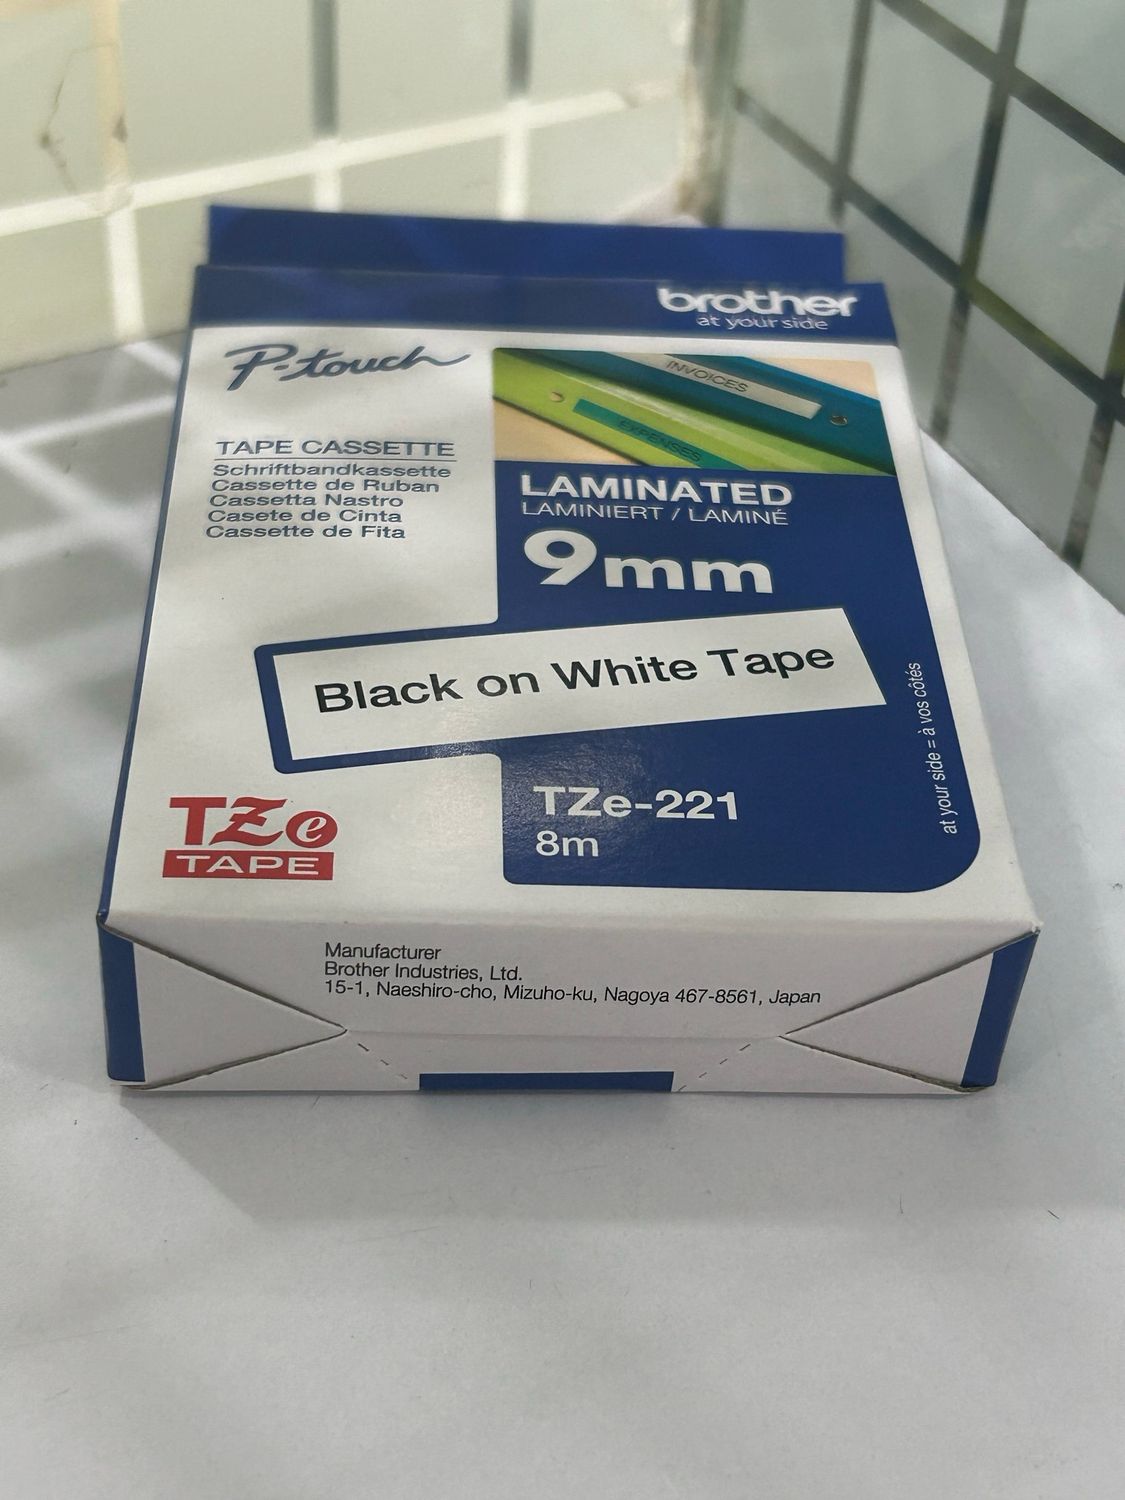 brother
at your side
P-touch
INVOICES
EXPENSES
TAPE CASSETTE
Schriftbandkassette
Cassette de Ruban
Cassetta Nastro
Casete de Cinta
Cassette de Fita
LAMINATED
LAMINIERT / LAMINÉ
9mm
Black on White Tape
at your side = à vos côtés
TZe-221
8m
TZe
TAPE
Manufacturer
Brother Industries, Ltd.
15-1, Naeshiro-cho, Mizuho-ku, Nagoya 467-8561, Japan